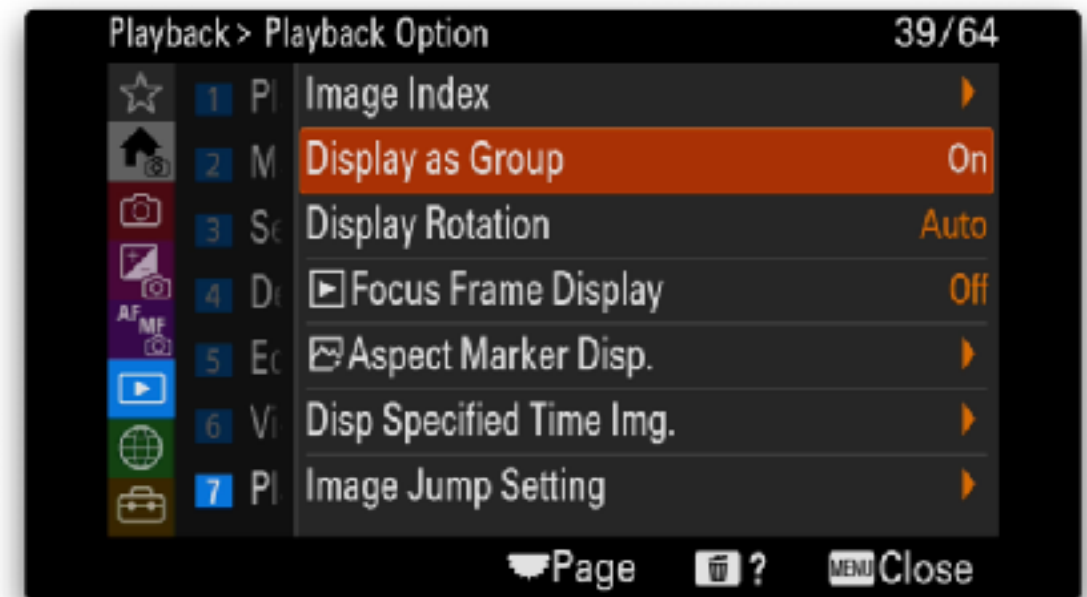 Playback > Playback Option 39/64
1 Pl Image Index
2 M Display as Group On
3 Se Display Rotation Auto
4 De Focus Frame Display Off
5 Ed Aspect Marker Disp.
6 Vi Disp Specified Time Img.
7 Pl Image Jump Setting
AF MF
Page ? MENU Close